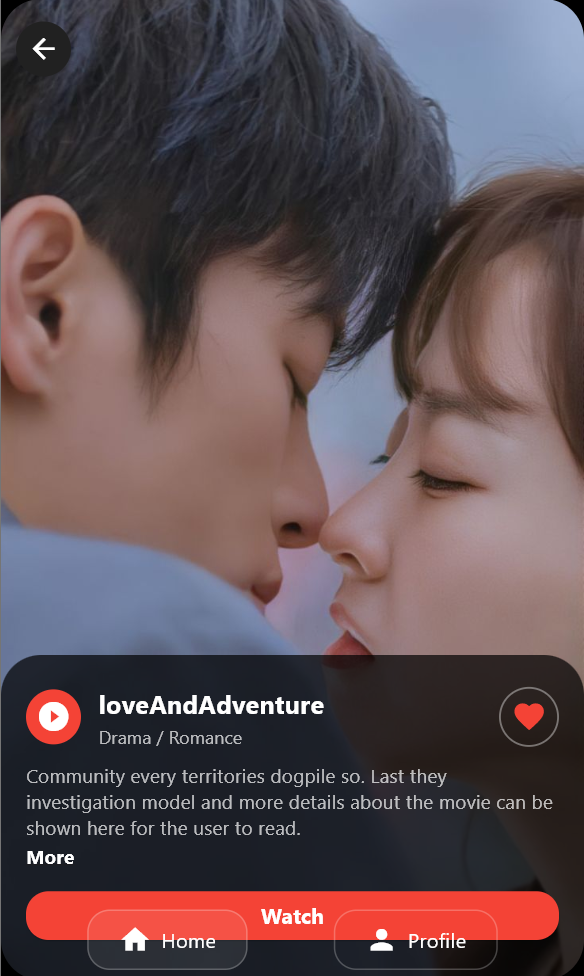 loveAndAdventure
Drama / Romance
Community every territories dogpile so. Last they
investigation model and more details about the movie can be
shown here for the user to read.
More
Watch
Home
Profile